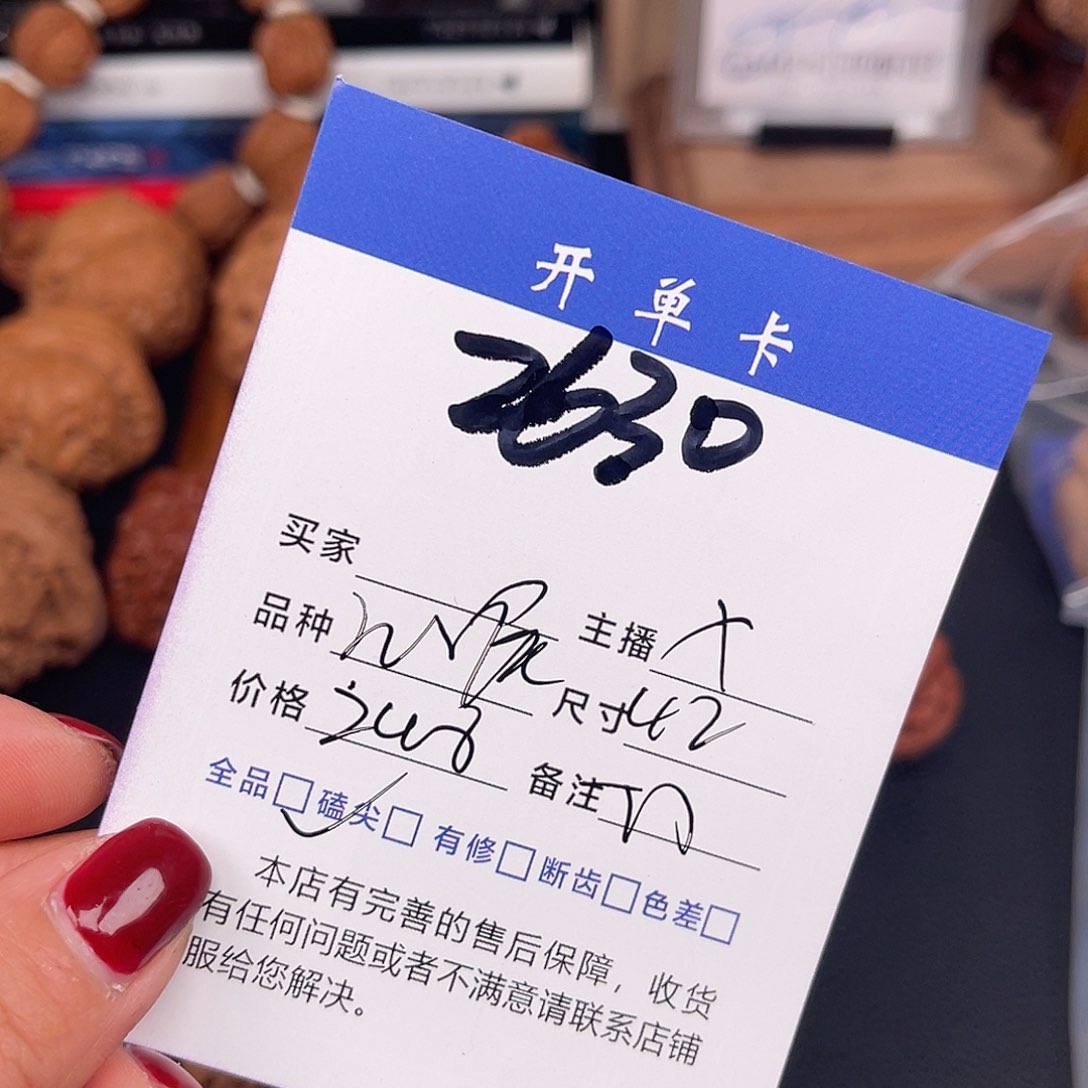 开单卡
2630
买家
品种 主播 X
价格 尺寸 42
全品 磕尖 有修 断齿 色差 备注
本店有完善的售后保障，收货
有任何问题或者不满意请联系店铺
服给您解决。